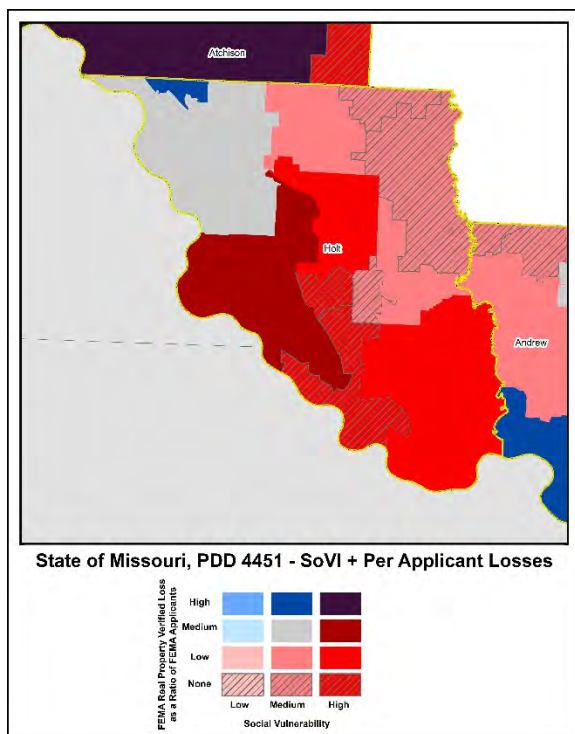 Atchison
Holt
Andrew
State of Missouri, PDD 4451 - SoVI + Per Applicant Losses
FEMA Real Property Verified Loss
as a Ratio of FEMA Applicants
High
Medium
Low
None
Low Medium High
Social Vulnerability